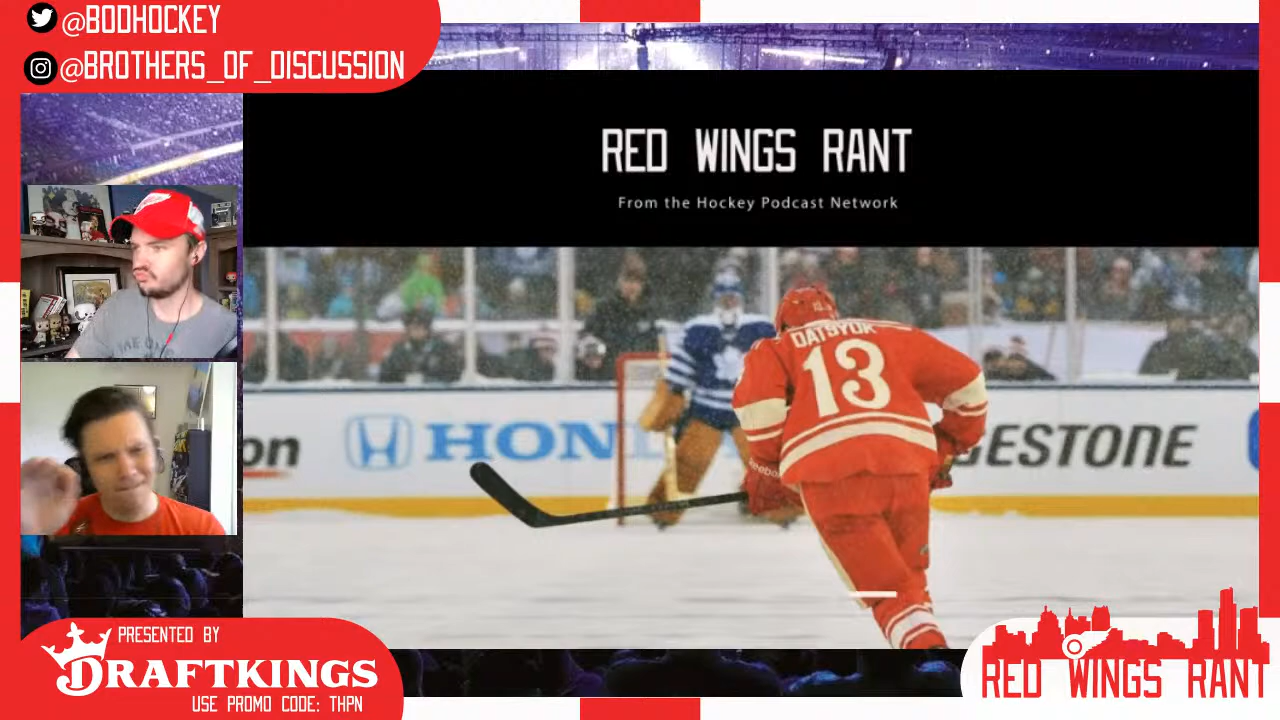 @BODHOCKEY
@BROTHERS_OF_DISCUSSION
RED WINGS RANT
From the Hockey Podcast Network
DATSYUK
13
HOND
Reebok
PRESENTED BY
DRAFTKINGS
USE PROMO CODE: THPN
RED WINGS RANT